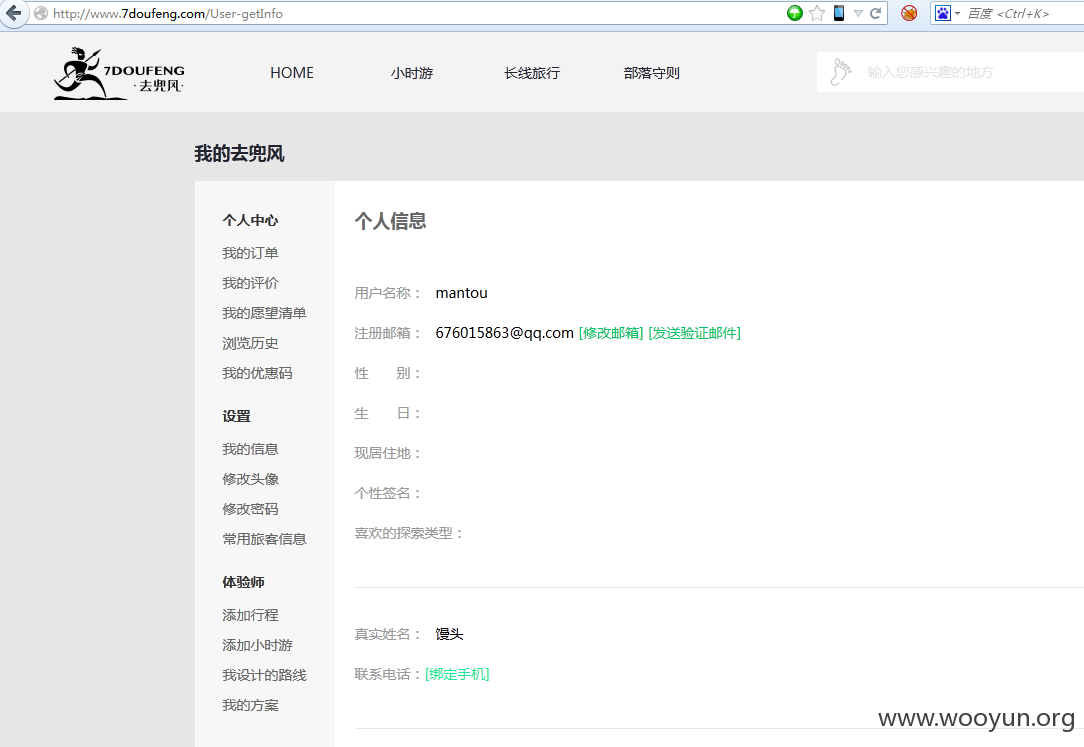 http://www.7doufeng.com/User-getInfo
百度 <Ctrl+K>
7DOUFENG
·去兜风·
HOME
小时游
长线旅行
部落守则
输入您感兴趣的地方
我的去兜风
个人中心
我的订单
我的评价
我的愿望清单
浏览历史
我的优惠码
设置
我的信息
修改头像
修改密码
常用旅客信息
体验师
添加行程
添加小时游
我设计的路线
我的方案
个人信息
用户名称： mantou
注册邮箱： 676015863@qq.com [修改邮箱] [发送验证邮件]
性 别：
生 日：
现居住地：
个性签名：
喜欢的探索类型：
真实姓名： 馒头
联系电话：[绑定手机]
www.wooyun.org